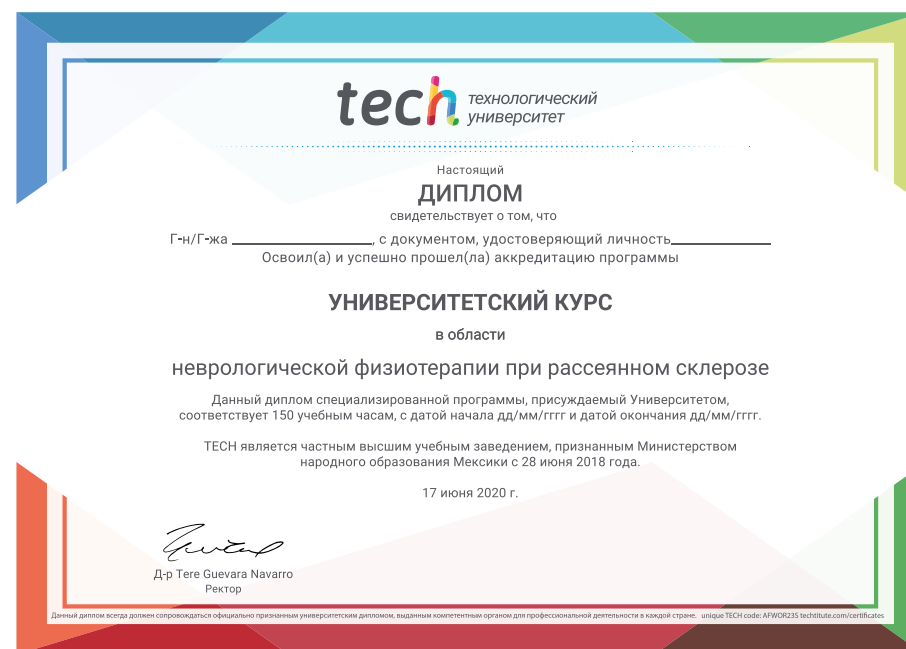 tech технологический
университет
Настоящий
ДИПЛОМ
свидетельствует о том, что
Г-н/Г-жа , с документом, удостоверяющий личность
Освоил(а) и успешно прошел(ла) аккредитацию программы
УНИВЕРСИТЕТСКИЙ КУРС
в области
неврологической физиотерапии при рассеянном склерозе
Данный диплом специализированной программы, присуждаемый Университетом,
соответствует 150 учебным часам, с датой начала дд/мм/гггг и датой окончания дд/мм/гггг.
TECH является частным высшим учебным заведением, признанным Министерством
народного образования Мексики с 28 июня 2018 года.
17 июня 2020 г.
Д-р Tere Guevara Navarro
Ректор
Данный диплом всегда должен сопровождаться официально признанным университетским дипломом, выданным компетентным органом для профессиональной деятельности в каждой стране. unique TECH code: AFWOR23S techtitute.com/certificates